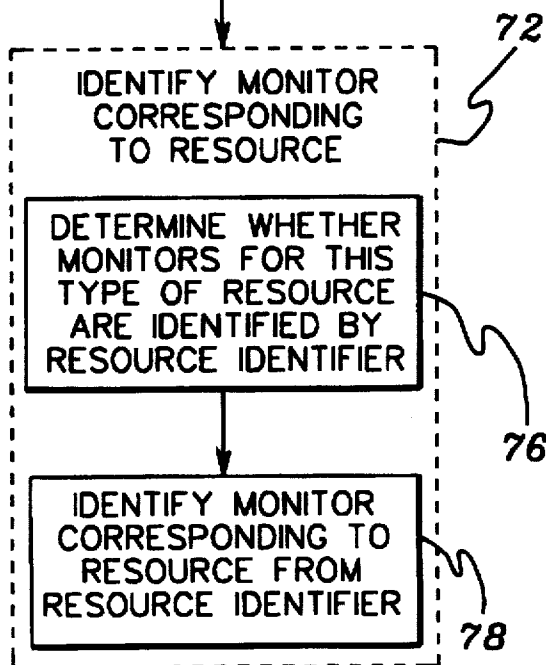 72
IDENTIFY MONITOR
CORRESPONDING
TO RESOURCE
DETERMINE WHETHER
MONITORS FOR THIS
TYPE OF RESOURCE
ARE IDENTIFIED BY
RESOURCE IDENTIFIER
76
IDENTIFY MONITOR
CORRESPONDING TO
RESOURCE FROM
RESOURCE IDENTIFIER
78